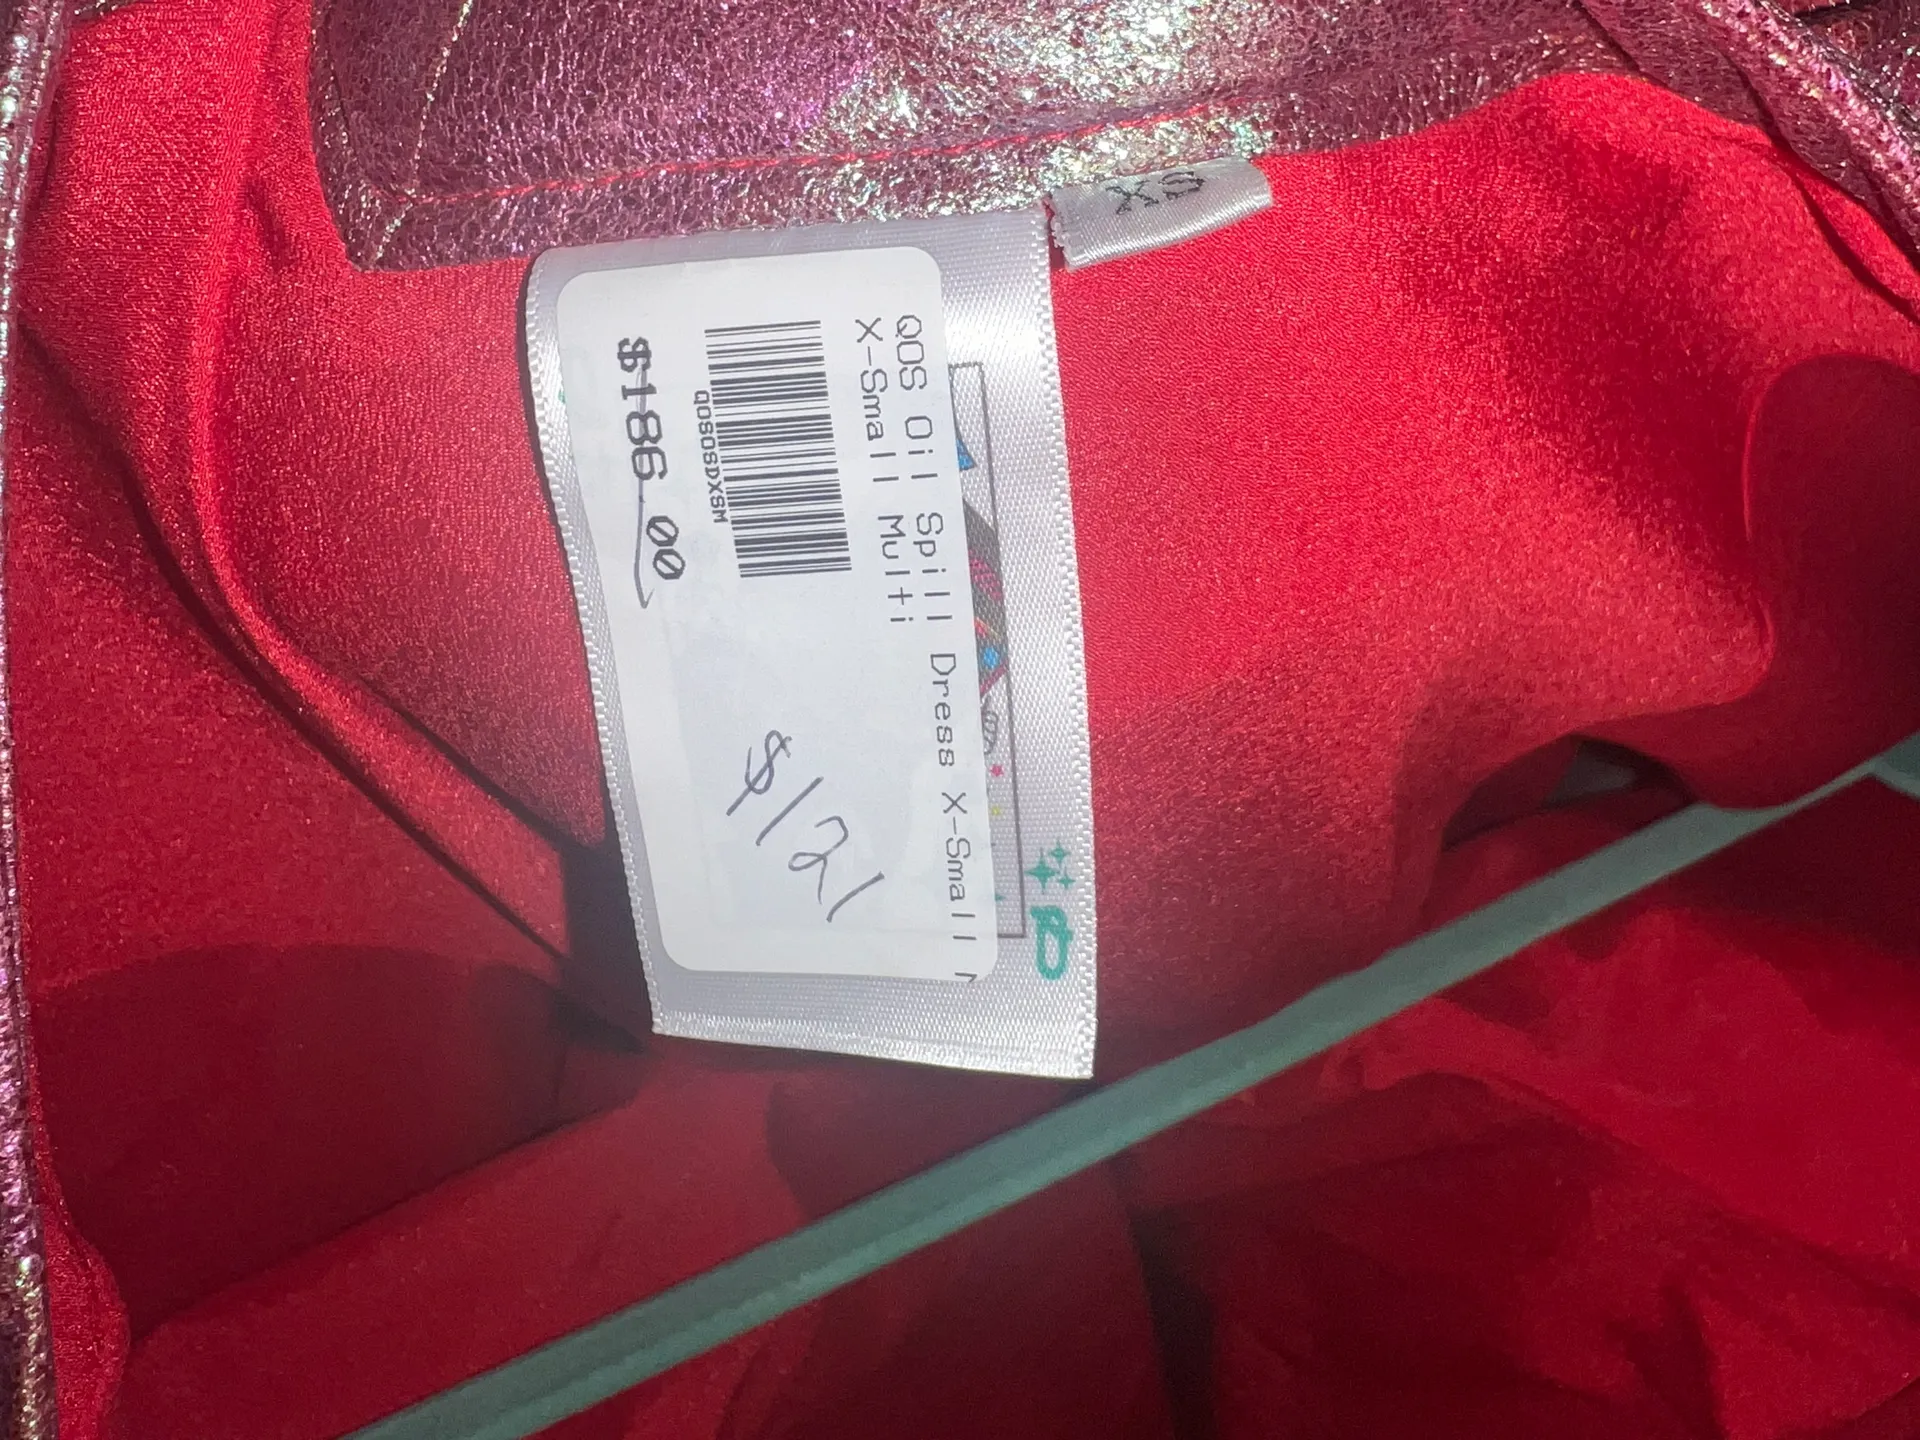 XS
QOS Oil Spill Dress X-Small
X-Small Multi
QOSOSDXSM
$186.00
$121